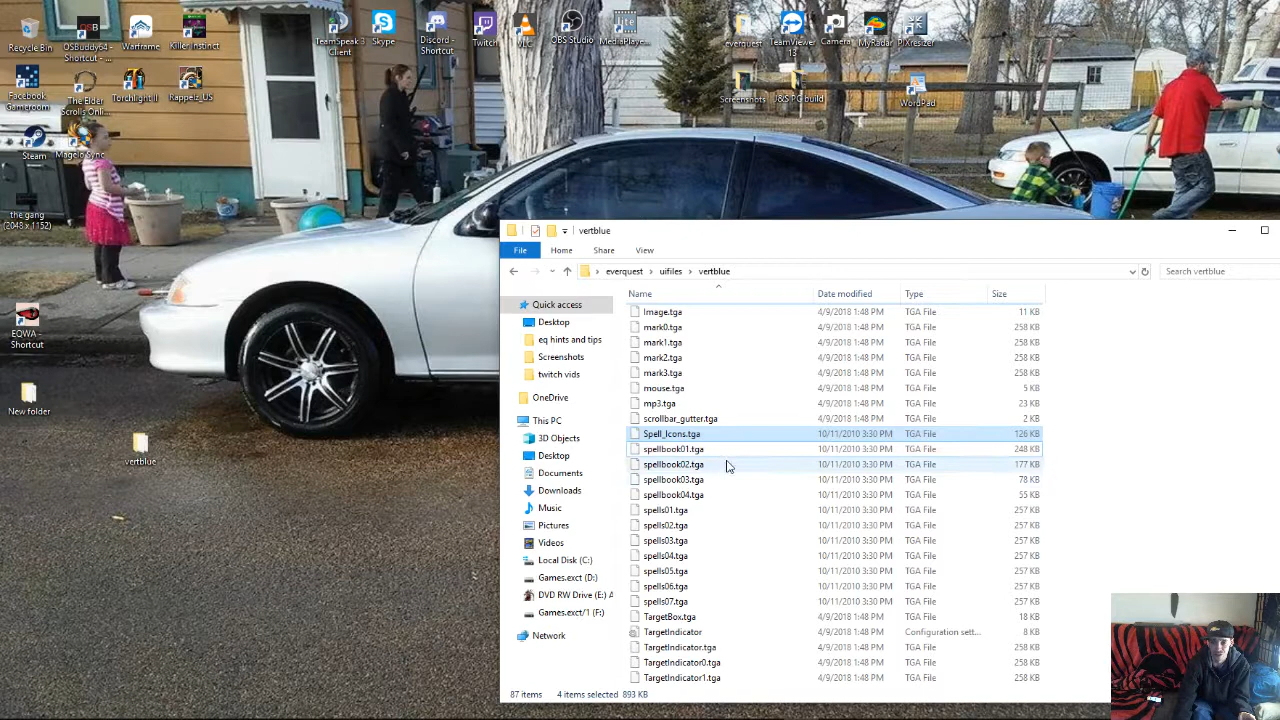 Recycle Bin
OSBuddy64 -
Shortcut - ...
Warframe
Killer Instinct
TeamSpeak 3
Client
Skype
Discord -
Shortcut
Twitch
VLC
OBS Studio
MediaPlaye...
everquest
TeamViewer
13
Camera
MyRadar
PIXresizer
Facebook
Gameroom
The Elder
Scrolls Onli...
Torchlight II
Rappelz_US
Screenshots
J&S PG build
WordPad
Steam
Magelo Sync
the gang
(2048 x 1152)
EQWA -
Shortcut
New folder
vertblue
vertblue
File
Home
Share
View
everquest
uifiles
vertblue
Search vertblue
Name
Date modified
Type
Size
Quick access
Desktop
eq hints and tips
Screenshots
twitch vids
OneDrive
This PC
3D Objects
Desktop
Documents
Downloads
Music
Pictures
Videos
Local Disk (C:)
Games.exct (D:)
DVD RW Drive (E:) A
Games.exct/1 (F:)
Network
Image.tga 4/9/2018 1:48 PM TGA File 11 KB
mark0.tga 4/9/2018 1:48 PM TGA File 258 KB
mark1.tga 4/9/2018 1:48 PM TGA File 258 KB
mark2.tga 4/9/2018 1:48 PM TGA File 258 KB
mark3.tga 4/9/2018 1:48 PM TGA File 258 KB
mouse.tga 4/9/2018 1:48 PM TGA File 5 KB
mp3.tga 4/9/2018 1:48 PM TGA File 23 KB
scrollbar_gutter.tga 4/9/2018 1:48 PM TGA File 2 KB
Spell_Icons.tga 10/11/2010 3:30 PM TGA File 126 KB
spellbook01.tga 10/11/2010 3:30 PM TGA File 248 KB
spellbook02.tga 10/11/2010 3:30 PM TGA File 177 KB
spellbook03.tga 10/11/2010 3:30 PM TGA File 78 KB
spellbook04.tga 10/11/2010 3:30 PM TGA File 55 KB
spells01.tga 10/11/2010 3:30 PM TGA File 257 KB
spells02.tga 10/11/2010 3:30 PM TGA File 257 KB
spells03.tga 10/11/2010 3:30 PM TGA File 257 KB
spells04.tga 10/11/2010 3:30 PM TGA File 257 KB
spells05.tga 10/11/2010 3:30 PM TGA File 257 KB
spells06.tga 10/11/2010 3:30 PM TGA File 257 KB
spells07.tga 10/11/2010 3:30 PM TGA File 257 KB
TargetBox.tga 4/9/2018 1:48 PM TGA File 18 KB
TargetIndicator 4/9/2018 1:48 PM Configuration sett... 8 KB
TargetIndicator.tga 4/9/2018 1:48 PM TGA File 258 KB
TargetIndicator0.tga 4/9/2018 1:48 PM TGA File 258 KB
TargetIndicator1.tga 4/9/2018 1:48 PM TGA File 258 KB
87 items 4 items selected 893 KB